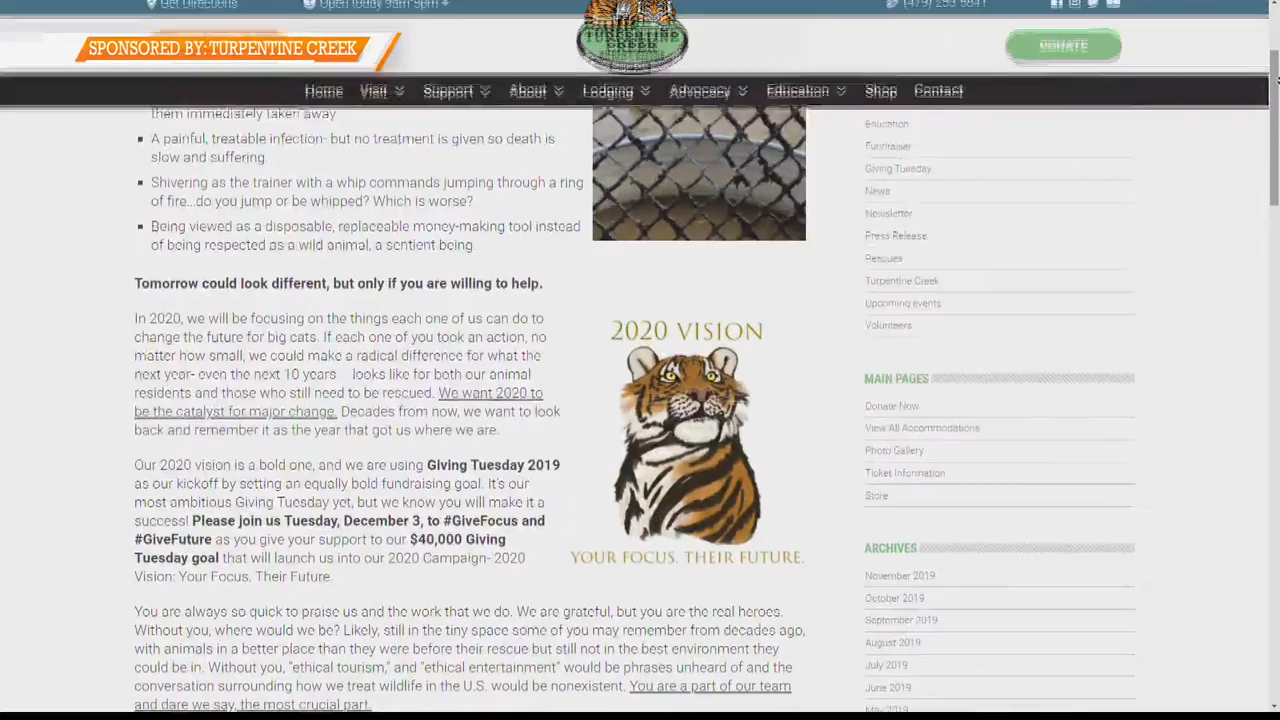 Get Directions
Open today 9am-5pm
(479) 253-5841
SPONSORED BY: TURPENTINE CREEK
TURPENTINE
CREEK
DONATE
Home Visit Support About Lodging Advocacy Education Shop Contact
them immediately taken away.
A painful, treatable infection- but no treatment is given so death is
slow and suffering.
Shivering as the trainer with a whip commands jumping through a ring
of fire...do you jump or be whipped? Which is worse?
Being viewed as a disposable, replaceable money-making tool instead
of being respected as a wild animal, a sentient being.
Tomorrow could look different, but only if you are willing to help.
In 2020, we will be focusing on the things each one of us can do to
change the future for big cats. If each one of you took an action, no
matter how small, we could make a radical difference for what the
next year- even the next 10 years looks like for both our animal
residents and those who still need to be rescued. We want 2020 to
be the catalyst for major change. Decades from now, we want to look
back and remember it as the year that got us where we are.
2020 VISION
YOUR FOCUS. THEIR FUTURE.
Our 2020 vision is a bold one, and we are using Giving Tuesday 2019
as our kickoff by setting an equally bold fundraising goal. It's our
most ambitious Giving Tuesday yet, but we know you will make it a
success! Please join us Tuesday, December 3, to #GiveFocus and
#GiveFuture as you give your support to our $40,000 Giving
Tuesday goal that will launch us into our 2020 Campaign- 2020
Vision: Your Focus. Their Future.
You are always so quick to praise us and the work that we do. We are grateful, but you are the real heroes.
Without you, where would we be? Likely, still in the tiny space some of you may remember from decades ago,
with animals in a better place than they were before their rescue but still not in the best environment they
could be in. Without you, "ethical tourism," and "ethical entertainment" would be phrases unheard of and the
conversation surrounding how we treat wildlife in the U.S. would be nonexistent. You are a part of our team
and dare we say, the most crucial part.
Education
Fundraiser
Giving Tuesday
News
Newsletter
Press Release
Rescues
Turpentine Creek
Upcoming events
Volunteers
MAIN PAGES
Donate Now
View All Accommodations
Photo Gallery
Ticket Information
Store
ARCHIVES
November 2019
October 2019
September 2019
August 2019
July 2019
June 2019
May 2019